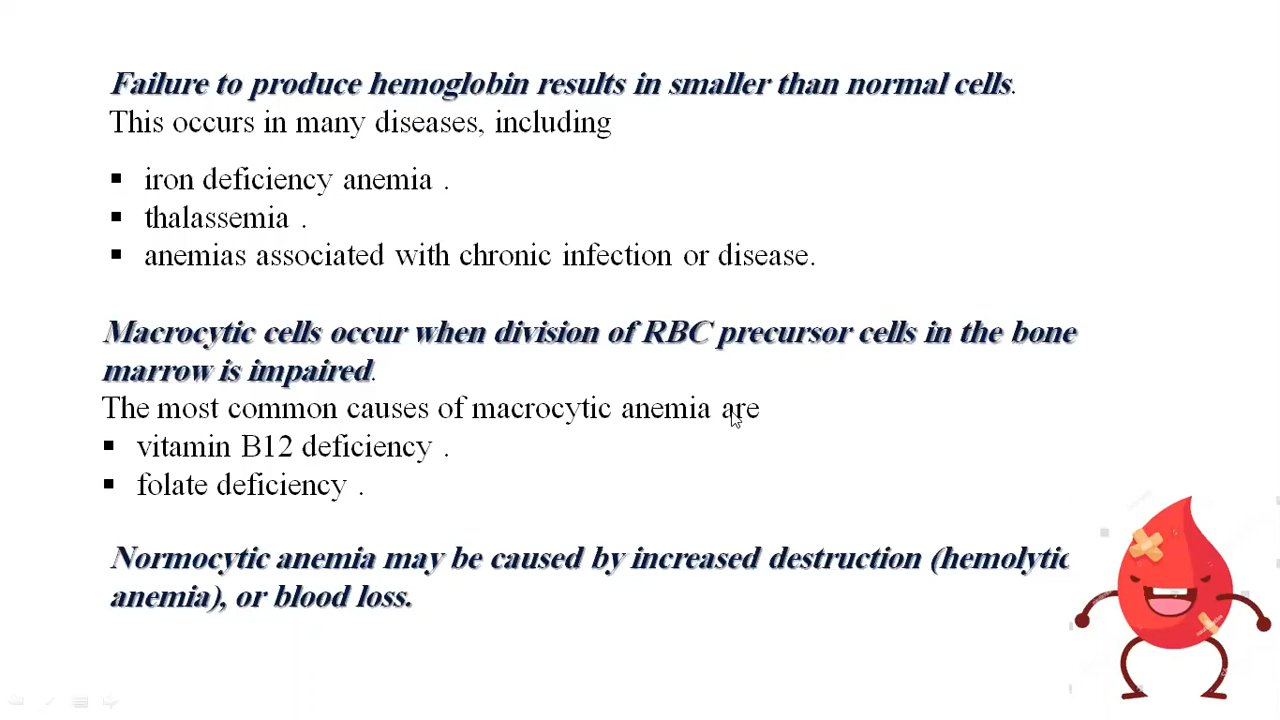 Failure to produce hemoglobin results in smaller than normal cells.
This occurs in many diseases, including
▪ iron deficiency anemia .
▪ thalassemia .
▪ anemias associated with chronic infection or disease.
Macrocytic cells occur when division of RBC precursor cells in the bone
marrow is impaired.
The most common causes of macrocytic anemia are
▪ vitamin B12 deficiency .
▪ folate deficiency .
Normocytic anemia may be caused by increased destruction (hemolytic
anemia), or blood loss.